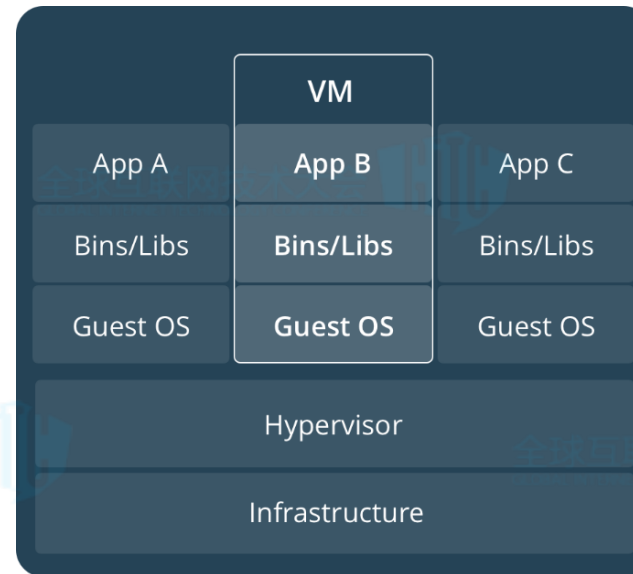 VM
App A App B App C
Bins/Libs Bins/Libs Bins/Libs
Guest OS Guest OS Guest OS
Hypervisor
Infrastructure